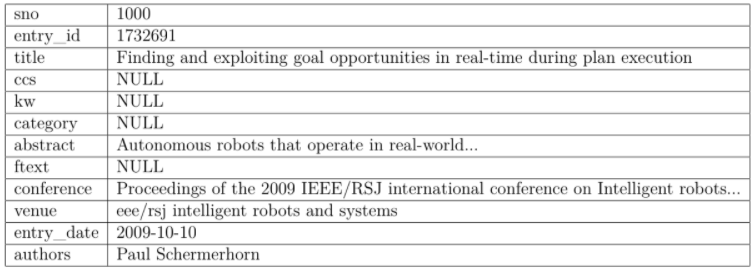 sno 1000
entry_id 1732691
title Finding and exploiting goal opportunities in real-time during plan execution
ccs NULL
kw NULL
category NULL
abstract Autonomous robots that operate in real-world...
ftext NULL
conference Proceedings of the 2009 IEEE/RSJ international conference on Intelligent robots...
venue eee/rsj intelligent robots and systems
entry_date 2009-10-10
authors Paul Schermerhorn